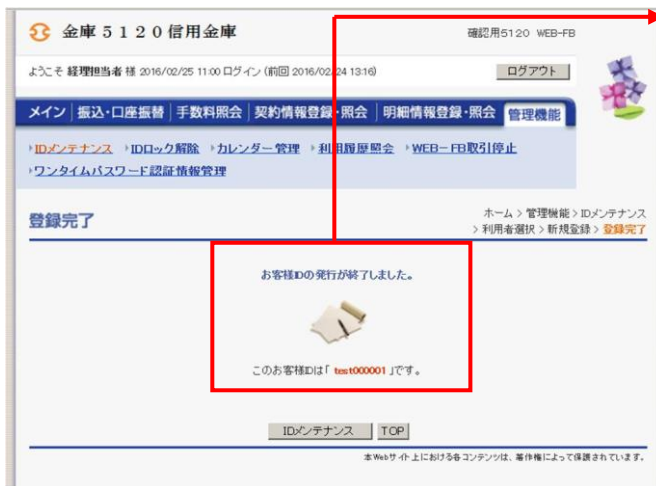 金庫5120信用金庫
確認用5120 WEB-FB
ようこそ 経理担当者 様 2016/02/25 11:00 ログイン (前回 2016/02/24 13:16)
ログアウト
メイン 振込・口座振替 手数料照会 契約情報登録・照会 明細情報登録・照会 管理機能
IDメンテナンス IDロック解除 カレンダー管理 利用履歴照会 WEB－FB取引停止
ワンタイムパスワード認証情報管理
登録完了
ホーム > 管理機能 > IDメンテナンス
> 利用者選択 > 新規登録 > 登録完了
お客様IDの発行が終了しました。
このお客様IDは「 test000001 」です。
IDメンテナンス TOP
本Webサイト上における各コンテンツは、著作権によって保護されています。